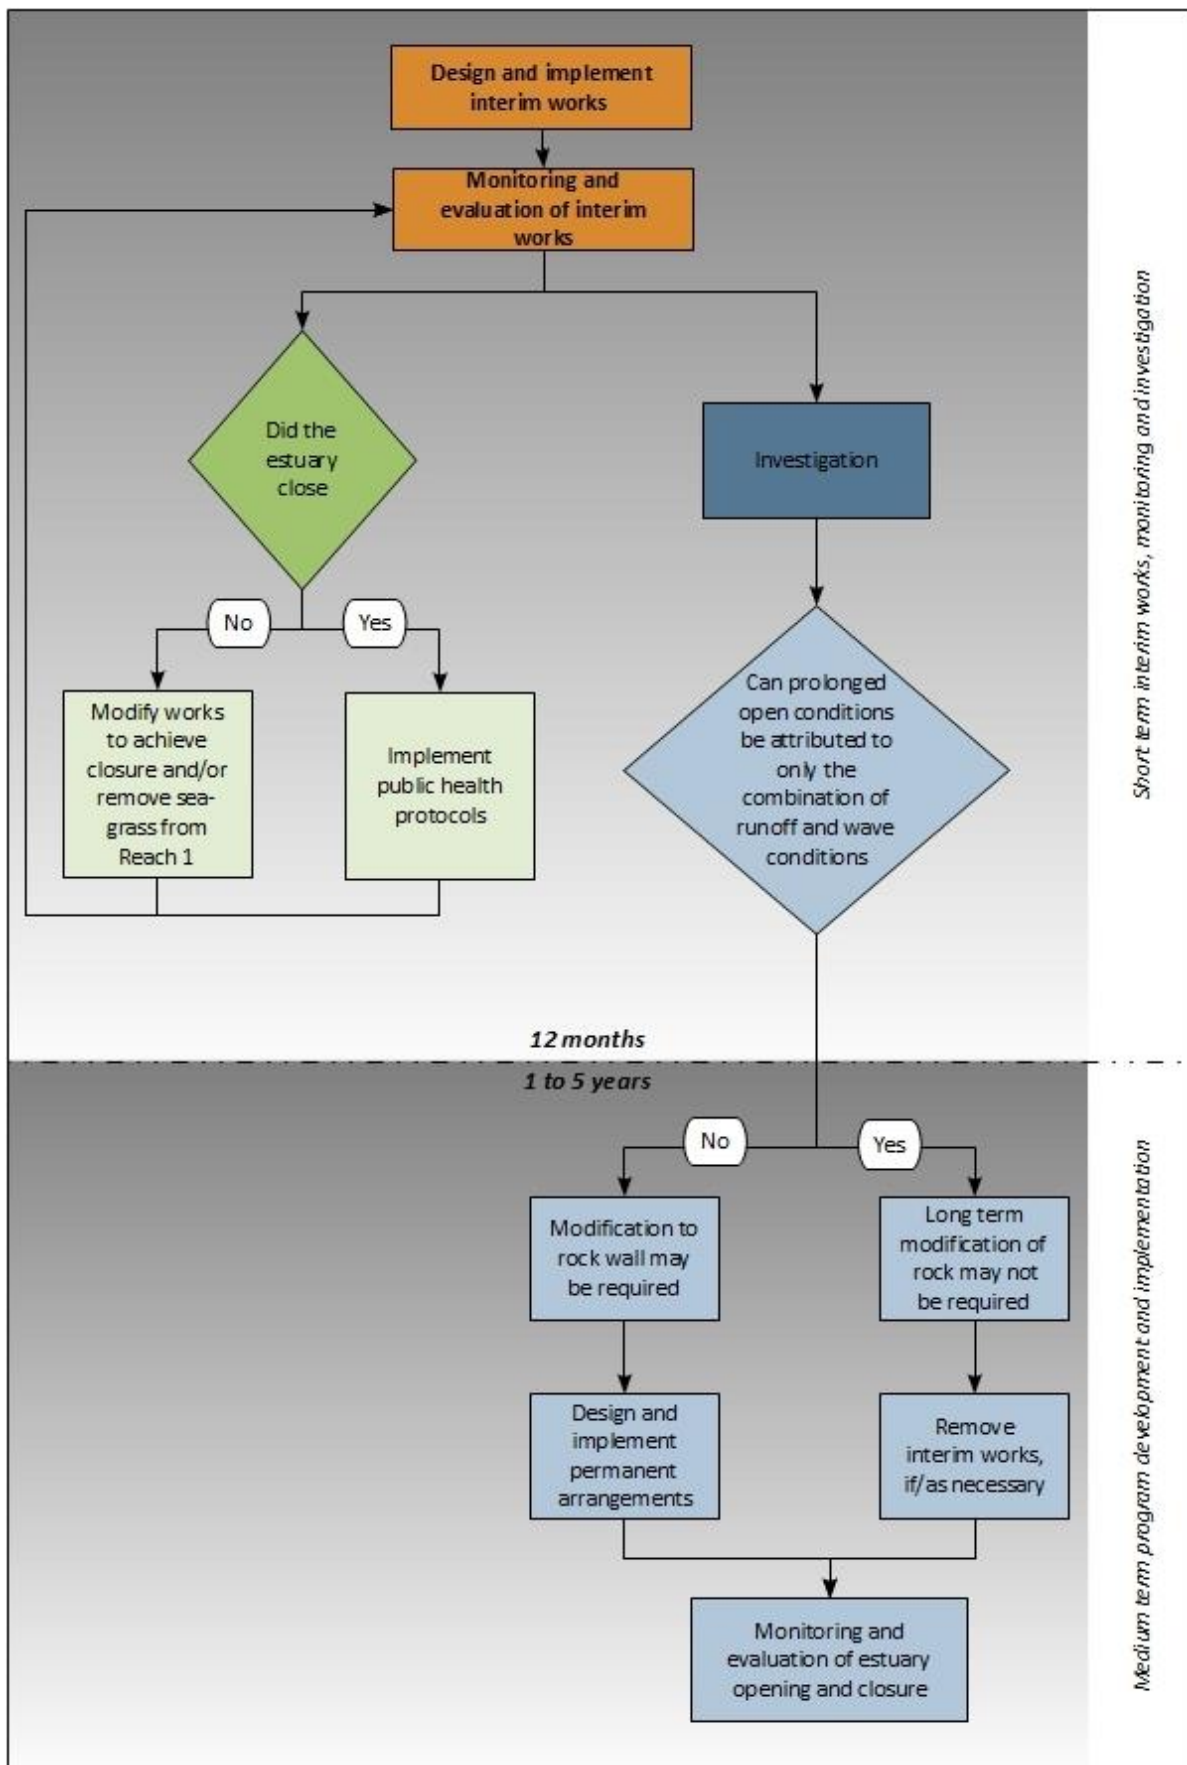 Design and implement
interim works
Monitoring and
evaluation of interim
works
Did the
estuary
close
Investigation
No
Yes
Modify works
to achieve
closure and/or
remove sea-
grass from
Reach 1
Implement
public health
protocols
Can prolonged
open conditions
be attributed to
only the
combination of
runoff and wave
conditions
Short term interim works, monitoring and investigation
12 months
1 to 5 years
No
Yes
Modification to
rock wall may
be required
Long term
modification of
rock may not
be required
Design and
implement
permanent
arrangements
Remove
interim works,
if/as necessary
Monitoring and
evaluation of estuary
opening and closure
Medium term program development and implementation